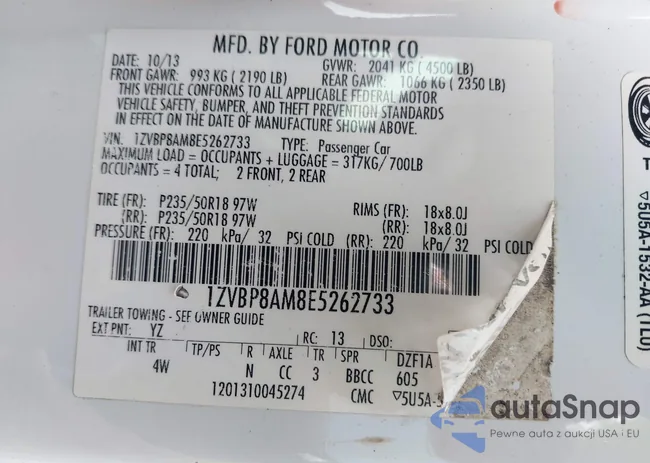 MFD. BY FORD MOTOR CO.
DATE: 10/13 GVWR: 2041 KG ( 4500 LB)
FRONT GAWR: 993 KG ( 2190 LB) REAR GAWR: 1066 KG ( 2350 LB)
THIS VEHICLE CONFORMS TO ALL APPLICABLE FEDERAL MOTOR
VEHICLE SAFETY, BUMPER, AND THEFT PREVENTION STANDARDS
IN EFFECT ON THE DATE OF MANUFACTURE SHOWN ABOVE.
VIN: 1ZVBP8AM8E5262733 TYPE: Passenger Car
MAXIMUM LOAD = OCCUPANTS + LUGGAGE = 317KG/700LB
OCCUPANTS = 4 TOTAL; 2 FRONT, 2 REAR
TIRE (FR): P235/50R18 97W RIMS (FR): 18x8.0J
(RR): P235/50R18 97W (RR): 18x8.0J
PRESSURE (FR): 220 kPa/ 32 PSI COLD (RR): 220 kPa/ 32 PSI COLD
1ZVBP8AM8E5262733
TRAILER TOWING - SEE OWNER GUIDE
EXT PNT: YZ RC: 13 DSO:
INT TR TP/PS R AXLE TR SPR DZF1A
4W N CC 3 BBCC 605
1201310045274 CMC ▽5U5A-
▽5U5A-1532-AA (TLO)
autoSnap
Pewne auta z aukcji USA i EU